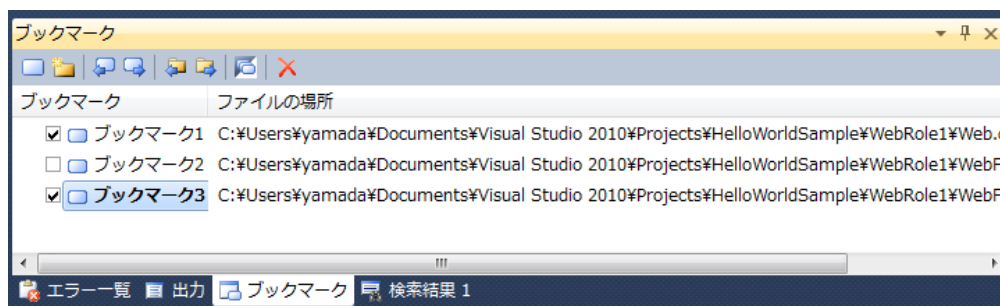 ブックマーク
ブックマーク ファイルの場所
ブックマーク1 C:¥Users¥yamada¥Documents¥Visual Studio 2010¥Projects¥HelloWorldSample¥WebRole1¥Web.
ブックマーク2 C:¥Users¥yamada¥Documents¥Visual Studio 2010¥Projects¥HelloWorldSample¥WebRole1¥WebF
ブックマーク3 C:¥Users¥yamada¥Documents¥Visual Studio 2010¥Projects¥HelloWorldSample¥WebRole1¥WebF
エラー一覧 出力 ブックマーク 検索結果 1